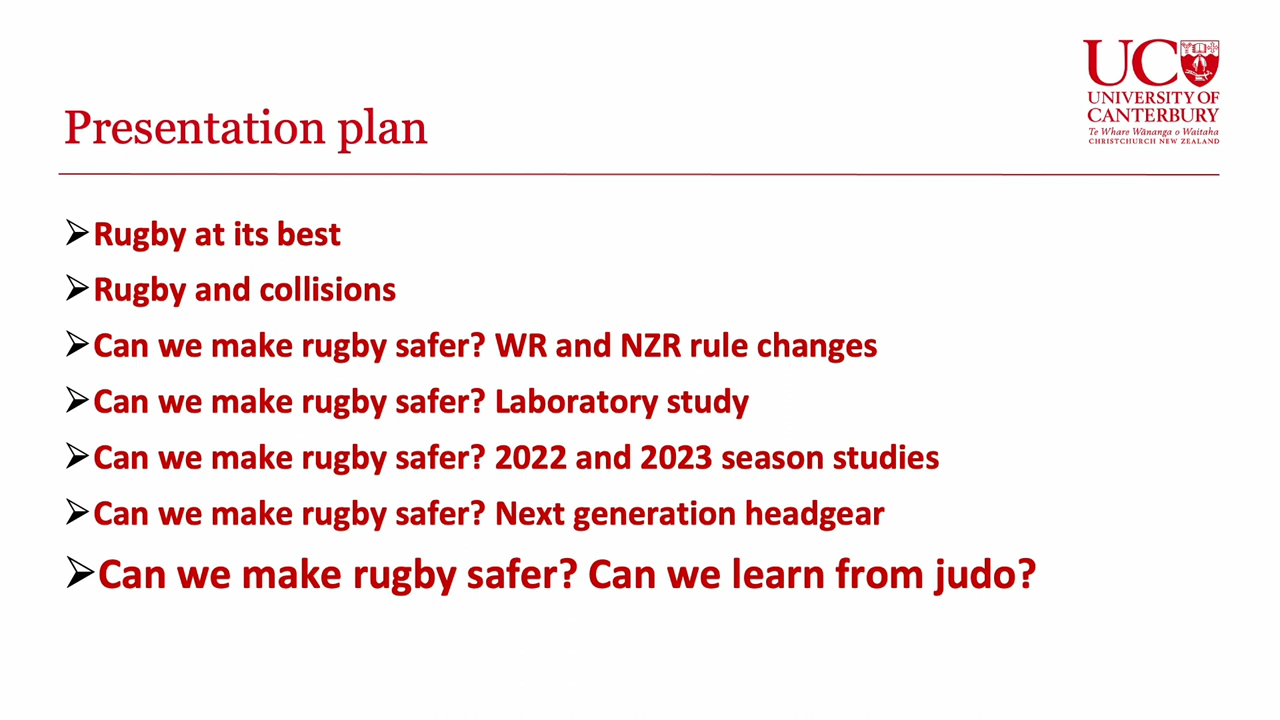 UC
UNIVERSITY OF
CANTERBURY
Te Whare Wānanga o Waitaha
CHRISTCHURCH NEW ZEALAND
Presentation plan
Rugby at its best
Rugby and collisions
Can we make rugby safer? WR and NZR rule changes
Can we make rugby safer? Laboratory study
Can we make rugby safer? 2022 and 2023 season studies
Can we make rugby safer? Next generation headgear
Can we make rugby safer? Can we learn from judo?